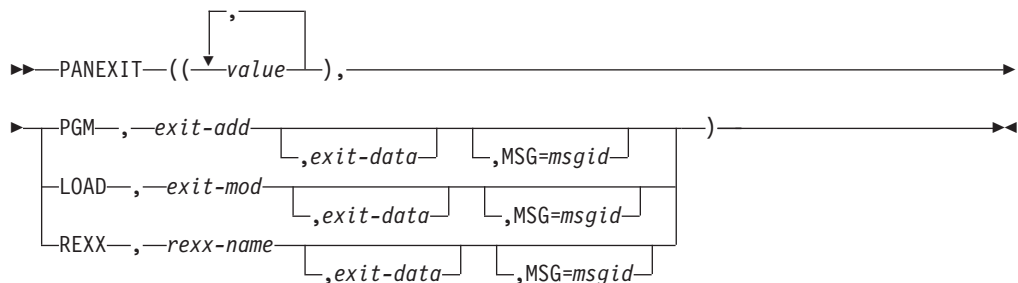 ,
►►—PANEXIT—((—▼—value—),—►
►—PGM—,—exit-add—,exit-data—,MSG=msgid—)—►◄
LOAD—,—exit-mod—,exit-data—,MSG=msgid
REXX—,—rexx-name—,exit-data—,MSG=msgid